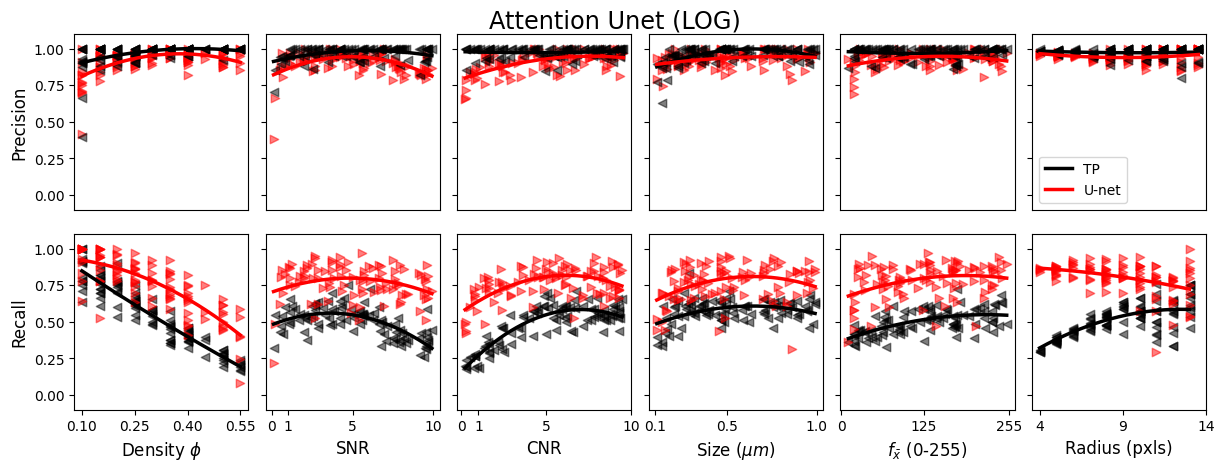 Attention Unet (LOG)
Precision
1.00
0.75
0.50
0.25
0.00
TP
U-net
Recall
1.00
0.75
0.50
0.25
0.00
0.10 0.25 0.40 0.55
0 1 5 10
0 1 5 10
0.1 0.5 1.0
0 125 255
4 9 14
Density ϕ
SNR
CNR
Size (μm)
f_x̄ (0-255)
Radius (pxls)